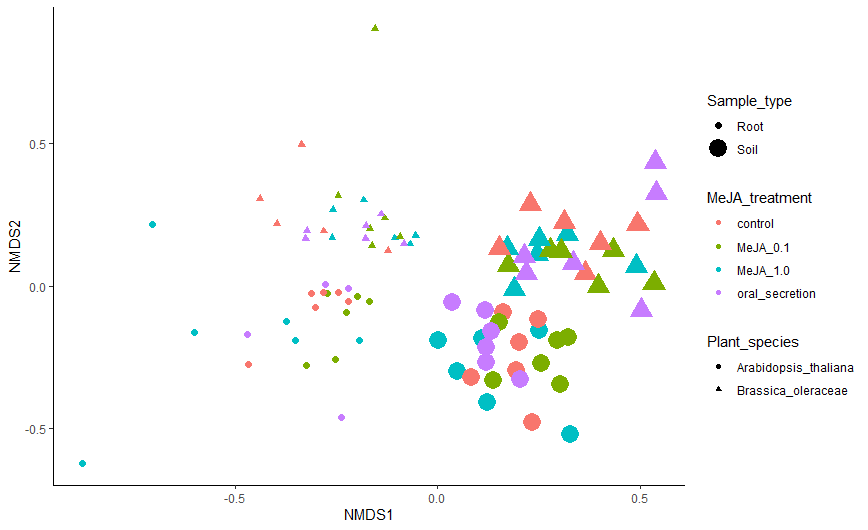 Sample_type
Root
Soil
MeJA_treatment
control
MeJA_0.1
MeJA_1.0
oral_secretion
Plant_species
Arabidopsis_thaliana
Brassica_oleraceae
NMDS2
0.5
0.0
-0.5
-0.5
0.0
0.5
NMDS1